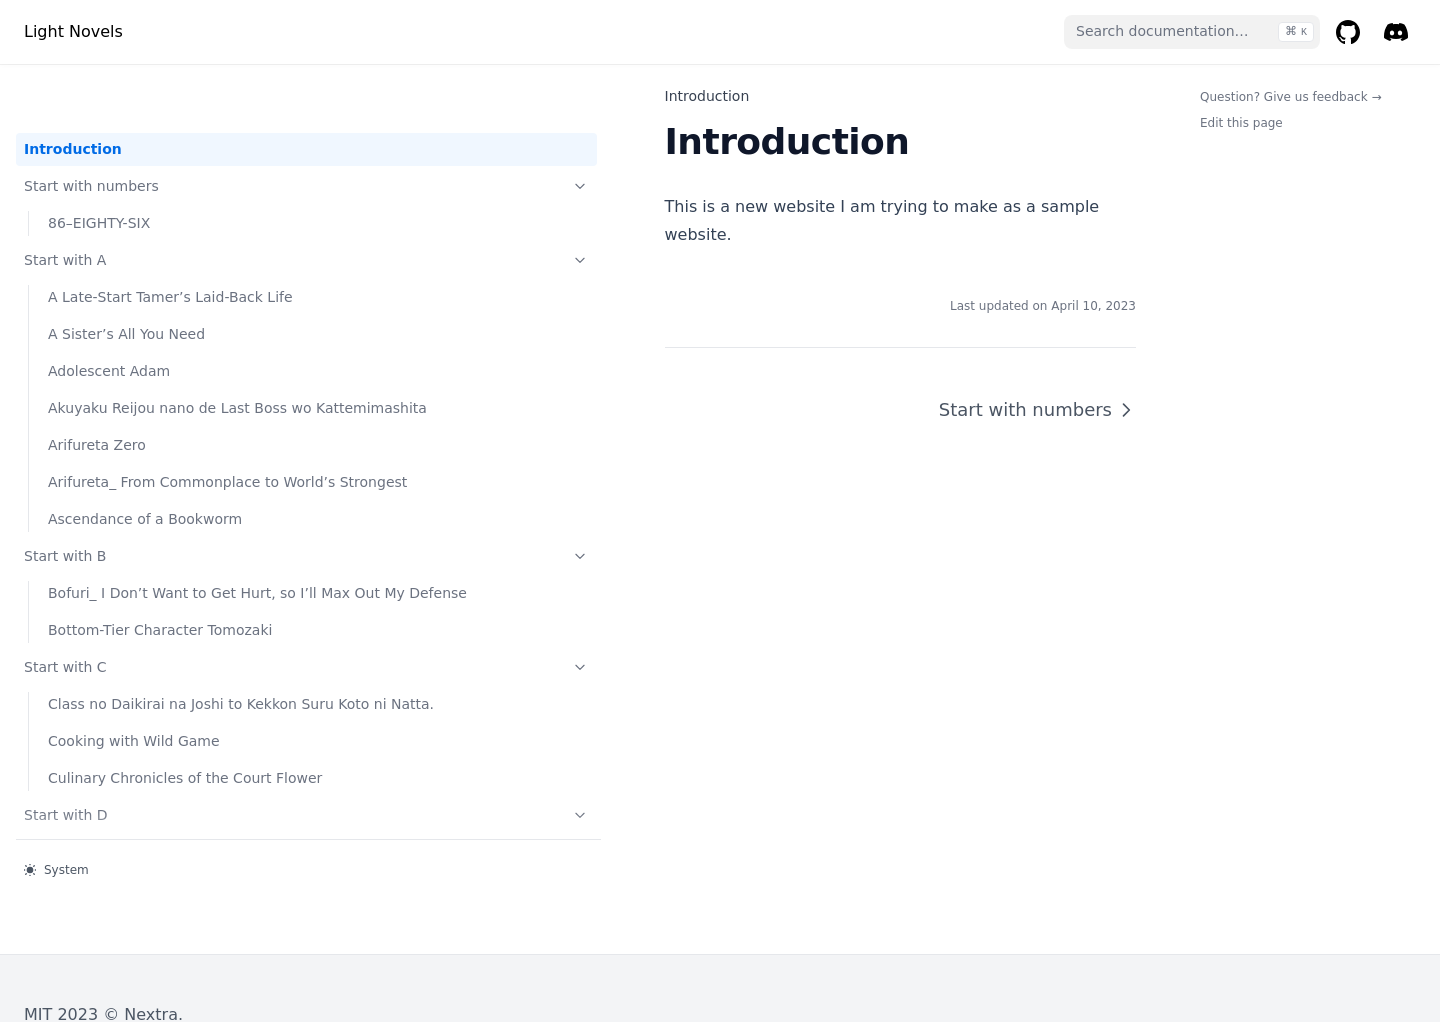 Light Novels
Search documentation…
⌘ K
Introduction
Start with numbers
86–EIGHTY-SIX
Start with A
A Late-Start Tamer’s Laid-Back Life
A Sister’s All You Need
Adolescent Adam
Akuyaku Reijou nano de Last Boss wo Kattemimashita
Arifureta Zero
Arifureta_ From Commonplace to World’s Strongest
Ascendance of a Bookworm
Start with B
Bofuri_ I Don’t Want to Get Hurt, so I’ll Max Out My Defense
Bottom-Tier Character Tomozaki
Start with C
Class no Daikirai na Joshi to Kekkon Suru Koto ni Natta.
Cooking with Wild Game
Culinary Chronicles of the Court Flower
Start with D
System
Introduction
Introduction
This is a new website I am trying to make as a sample
website.
Last updated on April 10, 2023
Start with numbers
Question? Give us feedback →
Edit this page
MIT 2023 © Nextra.